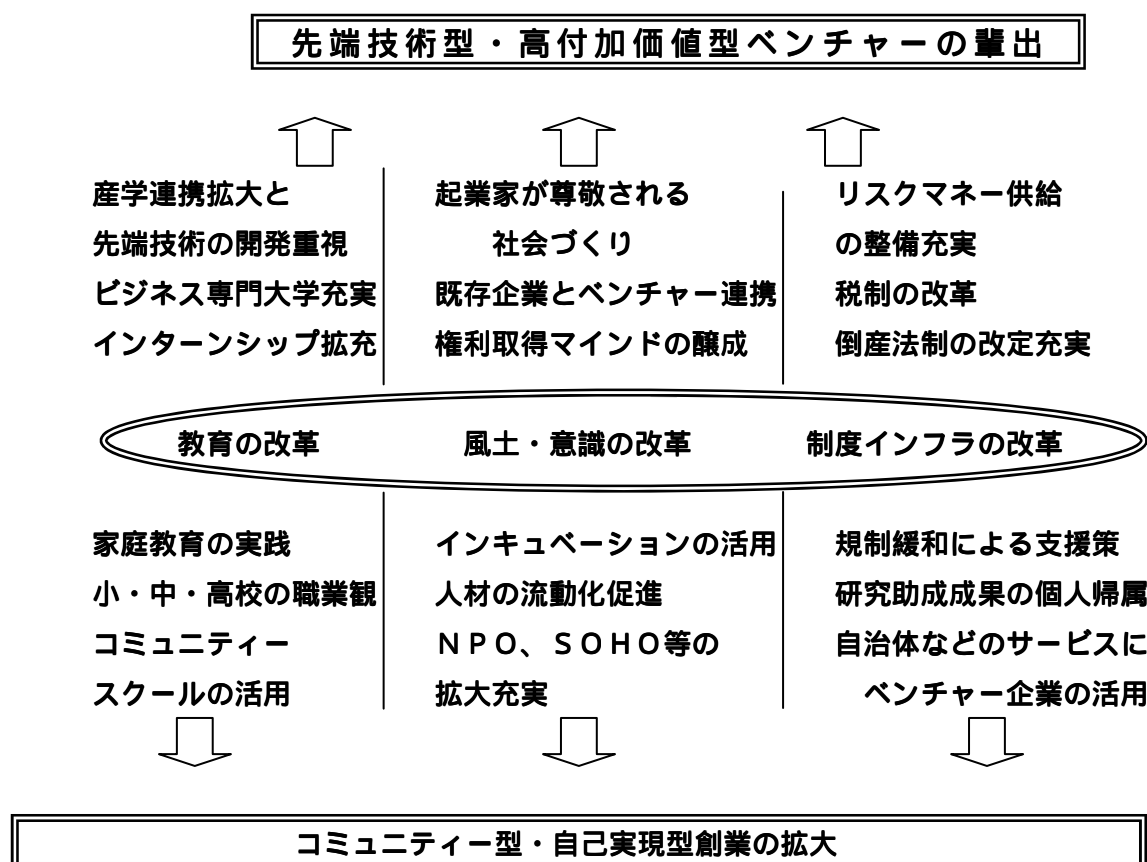 先端技術型・高付加価値型ベンチャーの輩出
産学連携拡大と
先端技術の開発重視
ビジネス専門大学充実
インターンシップ拡充
起業家が尊敬される
社会づくり
既存企業とベンチャー連携
権利取得マインドの醸成
リスクマネー供給
の整備充実
税制の改革
倒産法制の改定充実
教育の改革 風土・意識の改革 制度インフラの改革
家庭教育の実践
小・中・高校の職業観
コミュニティー
スクールの活用
インキュベーションの活用
人材の流動化促進
ＮＰＯ、ＳＯＨＯ等の
拡大充実
規制緩和による支援策
研究助成成果の個人帰属
自治体などのサービスに
ベンチャー企業の活用
コミュニティー型・自己実現型創業の拡大